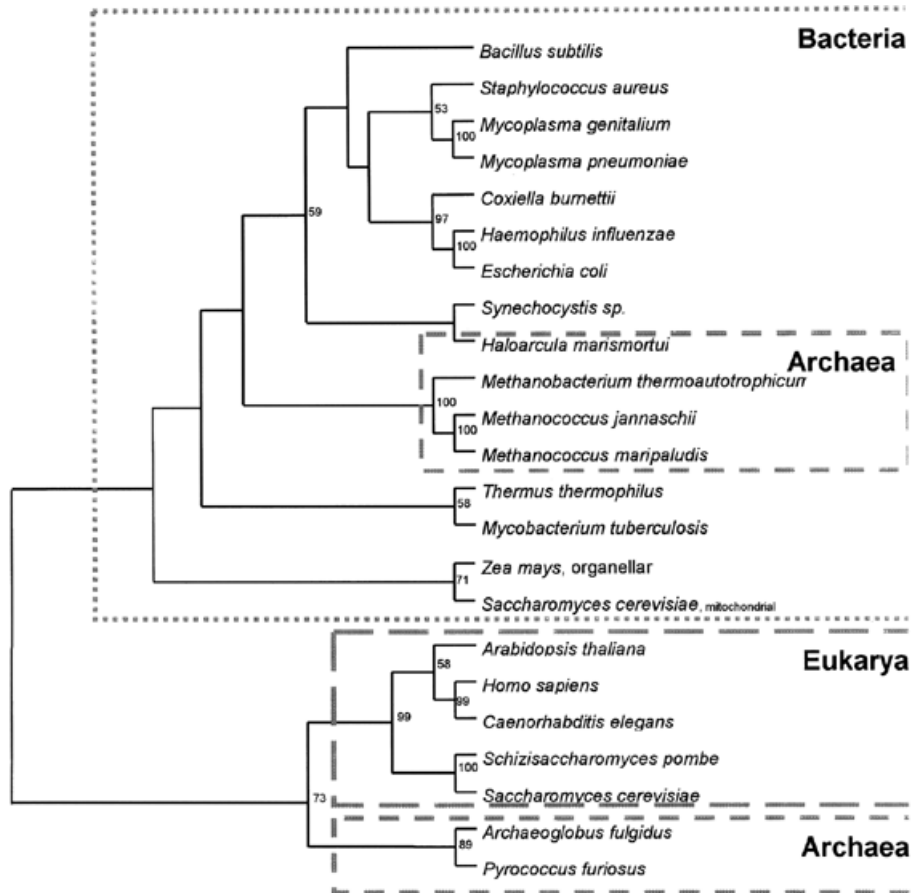 Bacteria
Bacillus subtilis
Staphylococcus aureus
53
Mycoplasma genitalium
100
Mycoplasma pneumoniae
Coxiella burnettii
59
97
Haemophilus influenzae
100
Escherichia coli
Synechocystis sp.
Haloarcula marismortui
Archaea
Methanobacterium thermoautotrophicum
100
Methanococcus jannaschii
100
Methanococcus maripaludis
Thermus thermophilus
58
Mycobacterium tuberculosis
Zea mays, organellar
71
Saccharomyces cerevisiae, mitochondrial
Arabidopsis thaliana
Eukarya
58
Homo sapiens
99
99
Caenorhabditis elegans
Schizisaccharomyces pombe
100
Saccharomyces cerevisiae
73
Archaeoglobus fulgidus
89
Archaea
Pyrococcus furiosus